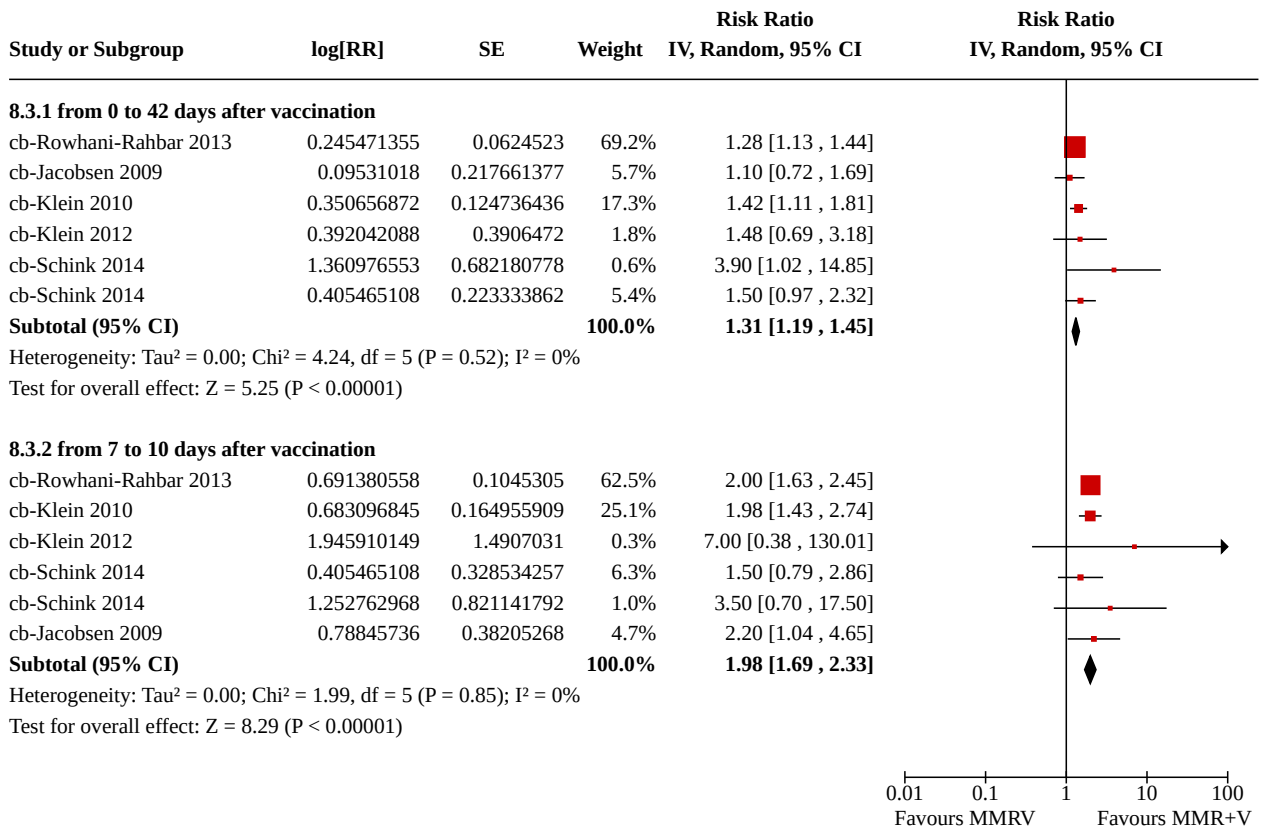 Risk Ratio Risk Ratio
Study or Subgroup log[RR] SE Weight IV, Random, 95% CI IV, Random, 95% CI
8.3.1 from 0 to 42 days after vaccination
cb-Rowhani-Rahbar 2013 0.245471355 0.0624523 69.2% 1.28 [1.13 , 1.44]
cb-Jacobsen 2009 0.09531018 0.217661377 5.7% 1.10 [0.72 , 1.69]
cb-Klein 2010 0.350656872 0.124736436 17.3% 1.42 [1.11 , 1.81]
cb-Klein 2012 0.392042088 0.3906472 1.8% 1.48 [0.69 , 3.18]
cb-Schink 2014 1.360976553 0.682180778 0.6% 3.90 [1.02 , 14.85]
cb-Schink 2014 0.405465108 0.223333862 5.4% 1.50 [0.97 , 2.32]
Subtotal (95% CI) 100.0% 1.31 [1.19 , 1.45]
Heterogeneity: Tau² = 0.00; Chi² = 4.24, df = 5 (P = 0.52); I² = 0%
Test for overall effect: Z = 5.25 (P < 0.00001)
8.3.2 from 7 to 10 days after vaccination
cb-Rowhani-Rahbar 2013 0.691380558 0.1045305 62.5% 2.00 [1.63 , 2.45]
cb-Klein 2010 0.683096845 0.164955909 25.1% 1.98 [1.43 , 2.74]
cb-Klein 2012 1.945910149 1.4907031 0.3% 7.00 [0.38 , 130.01]
cb-Schink 2014 0.405465108 0.328534257 6.3% 1.50 [0.79 , 2.86]
cb-Schink 2014 1.252762968 0.821141792 1.0% 3.50 [0.70 , 17.50]
cb-Jacobsen 2009 0.78845736 0.38205268 4.7% 2.20 [1.04 , 4.65]
Subtotal (95% CI) 100.0% 1.98 [1.69 , 2.33]
Heterogeneity: Tau² = 0.00; Chi² = 1.99, df = 5 (P = 0.85); I² = 0%
Test for overall effect: Z = 8.29 (P < 0.00001)
0.01 0.1 1 10 100
Favours MMRV Favours MMR+V